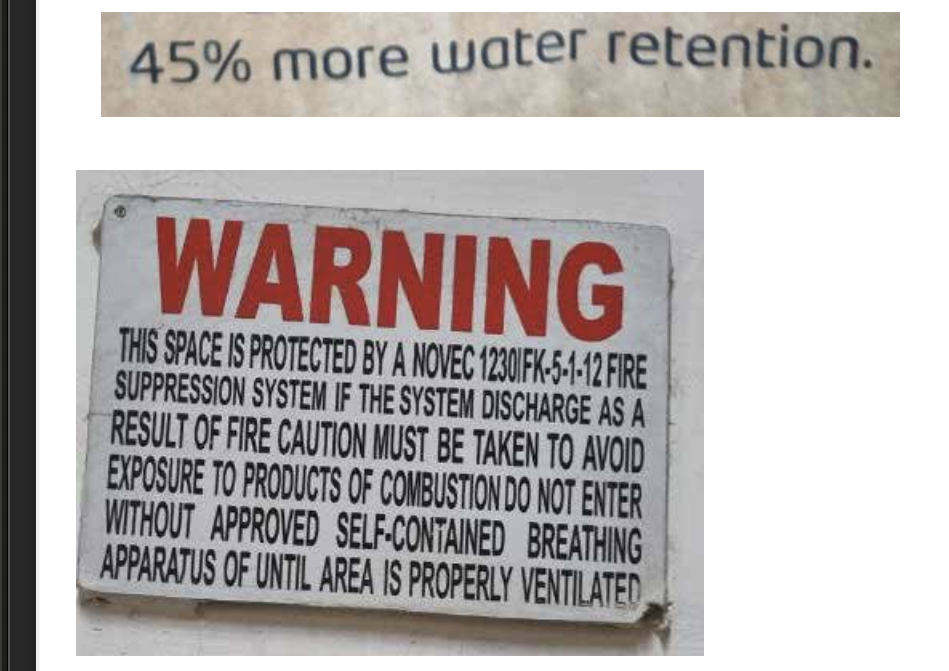 45% more water retention.
WARNING
THIS SPACE IS PROTECTED BY A NOVEC 1230IFK-5-1-12 FIRE
SUPPRESSION SYSTEM IF THE SYSTEM DISCHARGE AS A
RESULT OF FIRE CAUTION MUST BE TAKEN TO AVOID
EXPOSURE TO PRODUCTS OF COMBUSTION DO NOT ENTER
WITHOUT APPROVED SELF-CONTAINED BREATHING
APPARATUS OF UNTIL AREA IS PROPERLY VENTILATED